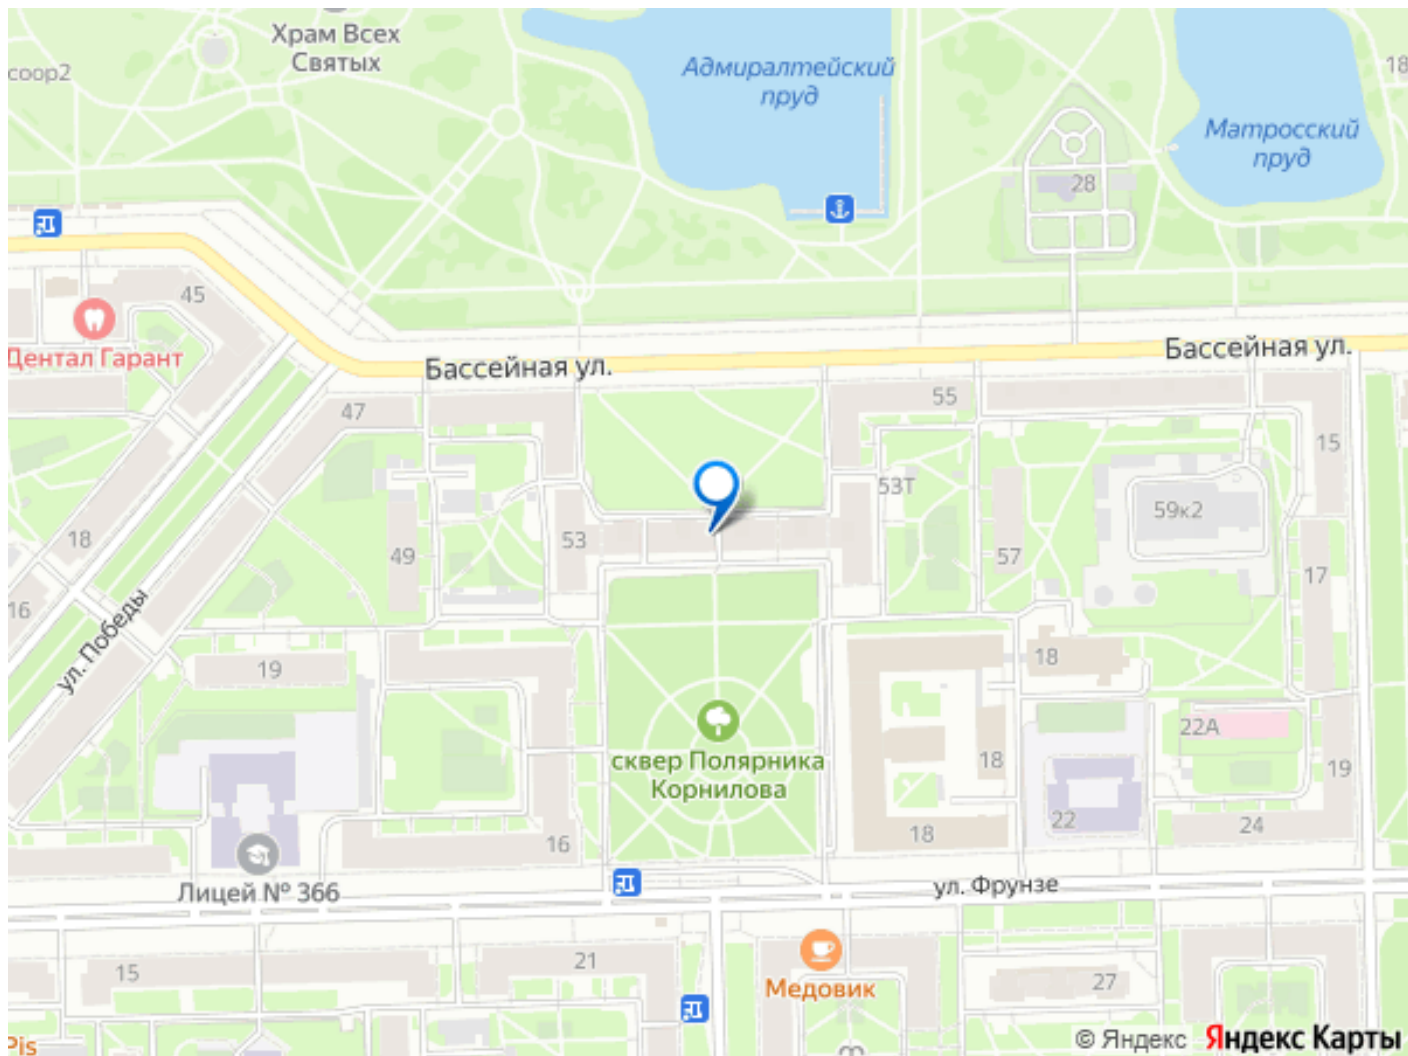 Храм Всех
Святых
соор2
Адмиралтейский
пруд
18
Матросский
пруд
28
45
Дентал Гарант
Бассейная ул.
Бассейная ул.
47
55
15
53Т
59к2
18
49
53
57
17
16
ул. Победы
19
18
22А
сквер Полярника
Корнилова
18
19
22
24
18
16
Лицей № 366
ул. Фрунзе
15
21
Медовик
27
Pis
© Яндекс Яндекс Карты